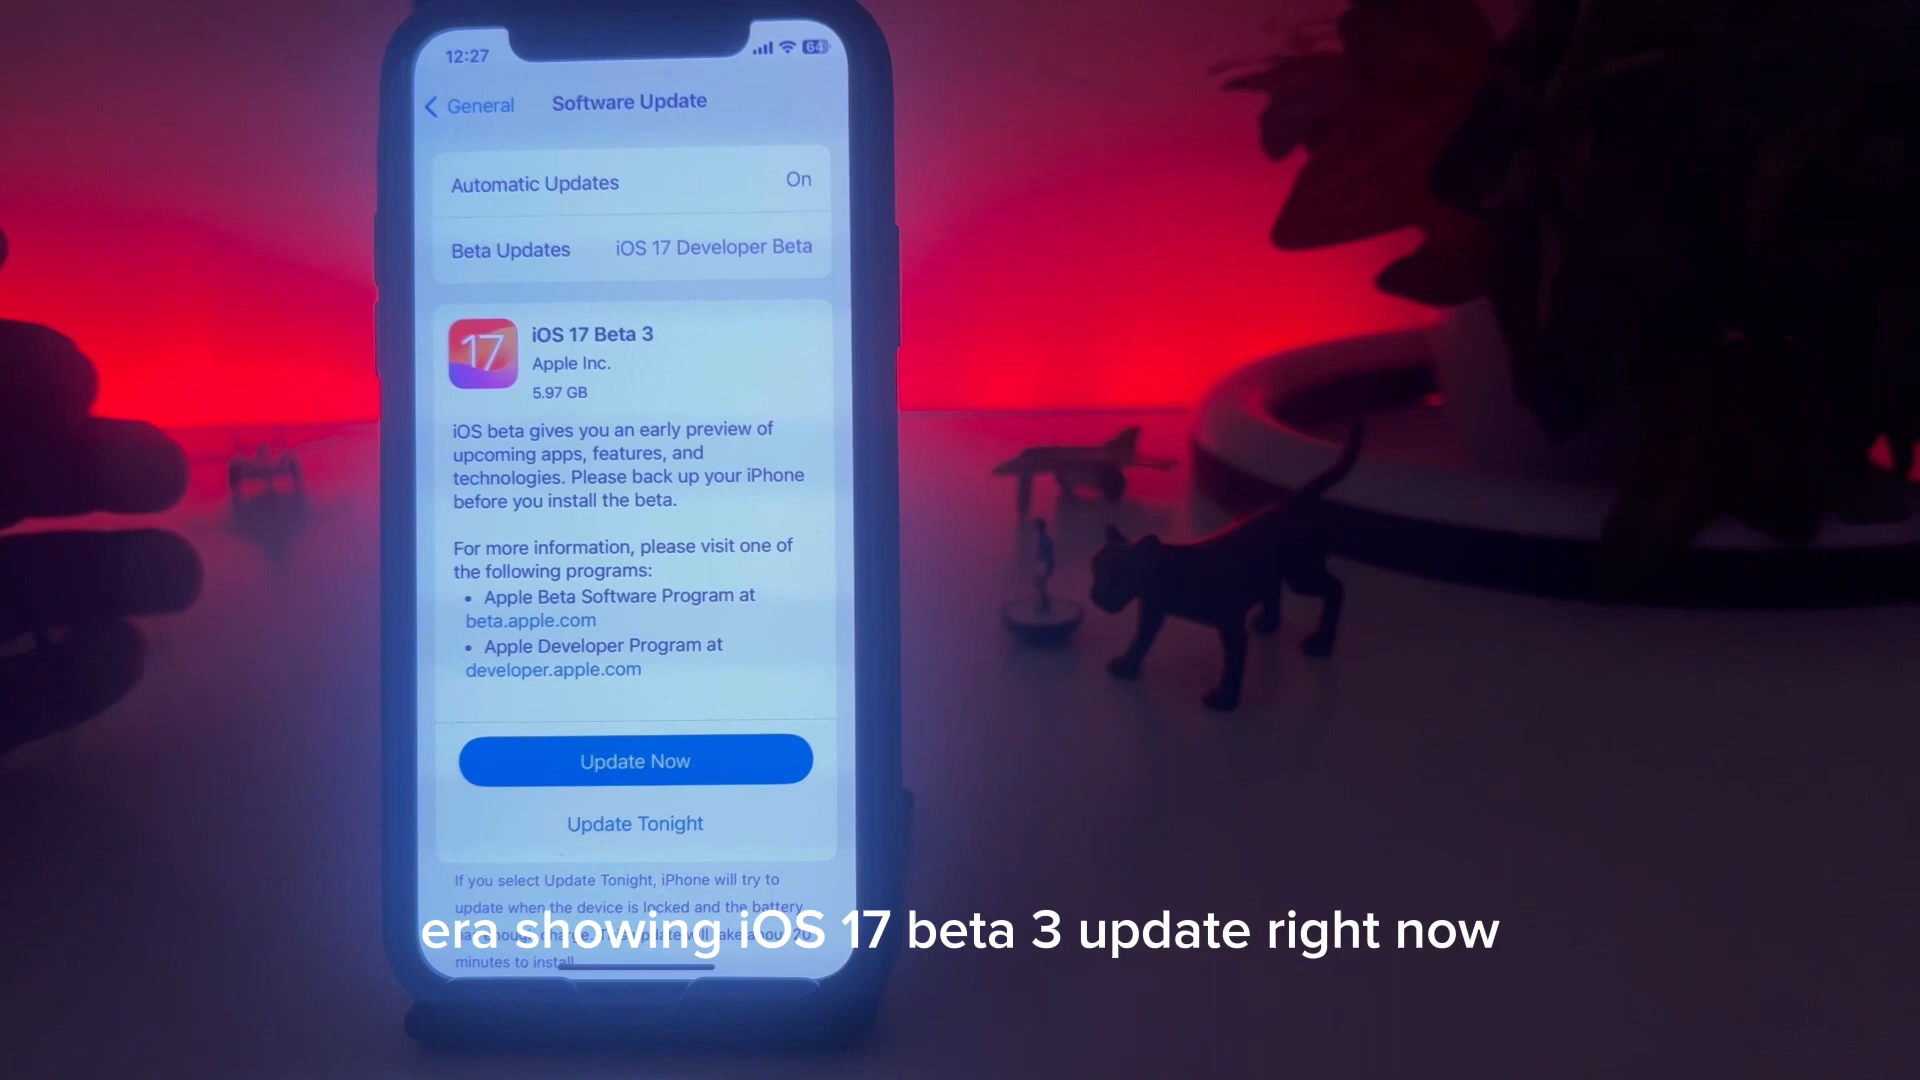 12:27
64
General
Software Update
Automatic Updates On
Beta Updates iOS 17 Developer Beta
17
iOS 17 Beta 3
Apple Inc.
5.97 GB
iOS beta gives you an early preview of
upcoming apps, features, and
technologies. Please back up your iPhone
before you install the beta.
For more information, please visit one of
the following programs:
• Apple Beta Software Program at
beta.apple.com
• Apple Developer Program at
developer.apple.com
Update Now
Update Tonight
If you select Update Tonight, iPhone will try to
update when the device is locked and the battery
20
minutes to install.
era showing iOS 17 beta 3 update right now